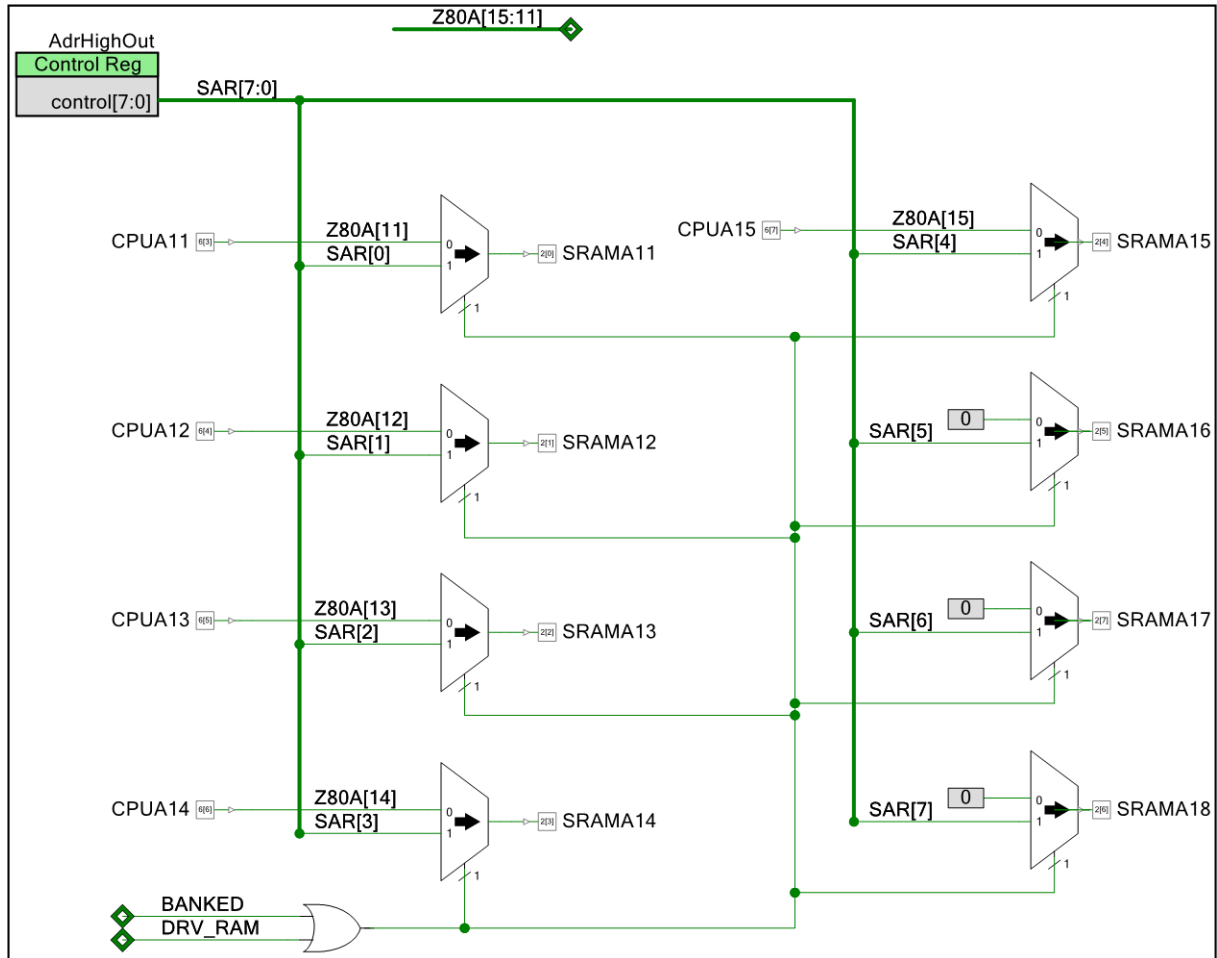 Z80A[15:11]
AdrHighOut
Control Reg
control[7:0]
SAR[7:0]
CPUA11 6[3] Z80A[11] 0
SAR[0] 1
2[0] SRAMA11
1
CPUA15 6[7] Z80A[15] 0
SAR[4] 1
2[4] SRAMA15
1
CPUA12 6[4] Z80A[12] 0
SAR[1] 1
2[1] SRAMA12
1
0 0
SAR[5] 1
2[5] SRAMA16
1
CPUA13 6[5] Z80A[13] 0
SAR[2] 1
2[2] SRAMA13
1
0 0
SAR[6] 1
2[7] SRAMA17
1
CPUA14 6[6] Z80A[14] 0
SAR[3] 1
2[3] SRAMA14
1
0 0
SAR[7] 1
2[6] SRAMA18
1
BANKED
DRV_RAM